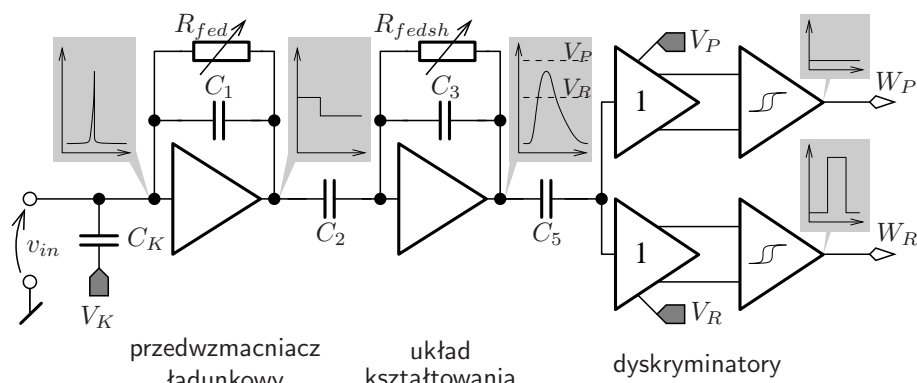 R_fed
R_fedsh
V_P
V_P
C_1
C_3
V_R
1
W_P
v_in
C_K
C_2
C_5
1
W_R
V_K
V_R
przedwzmacniacz
ładunkowy
układ
kształtowania
dyskryminatory